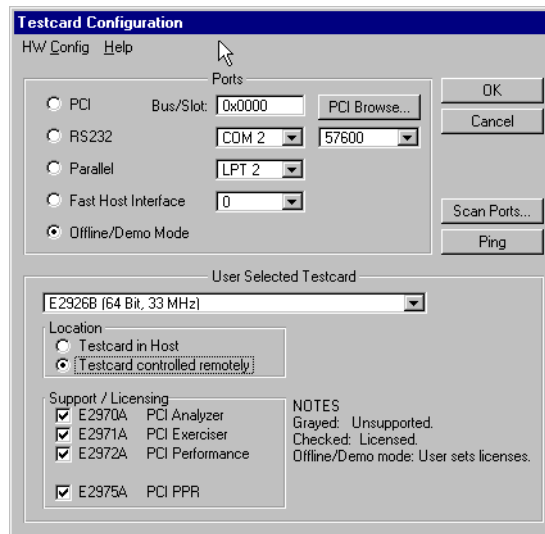 Testcard Configuration
HW Config Help
Ports
PCI Bus/Slot: 0x0000 PCI Browse...
RS232 COM 2 57600
Parallel LPT 2
Fast Host Interface 0
Offline/Demo Mode
OK
Cancel
Scan Ports...
Ping
User Selected Testcard
E2926B (64 Bit, 33 MHz)
Location
Testcard in Host
Testcard controlled remotely
Support / Licensing
E2970A PCI Analyzer
E2971A PCI Exerciser
E2972A PCI Performance
E2975A PCI PPR
NOTES
Grayed: Unsupported.
Checked: Licensed.
Offline/Demo mode: User sets licenses.